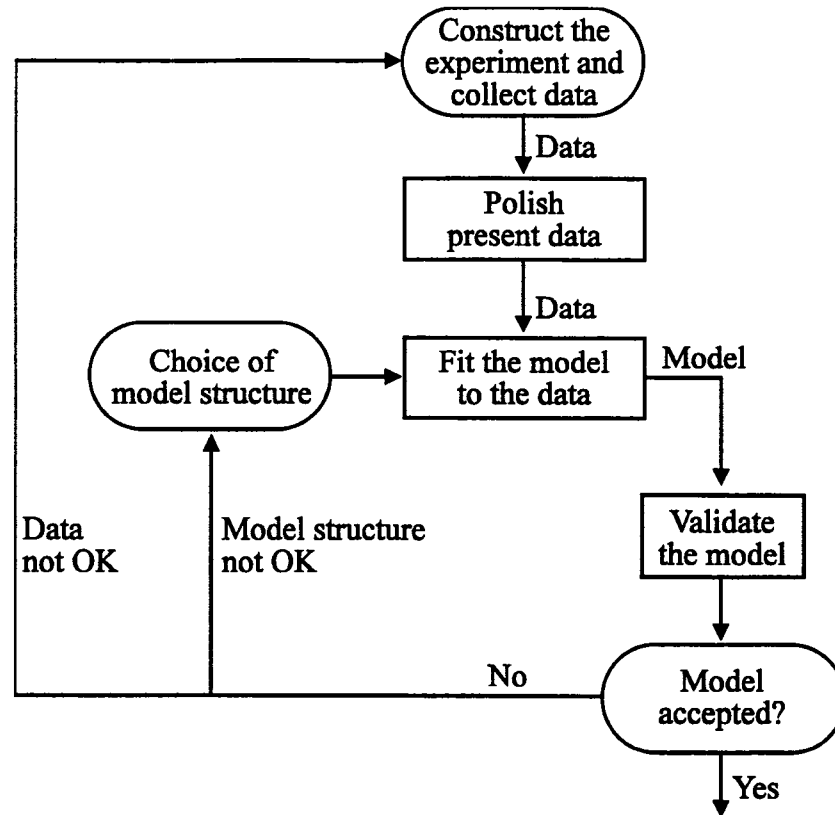 Construct the
experiment and
collect data
Data
Polish
present data
Data
Choice of
model structure
Fit the model
to the data
Model
Data
not OK
Model structure
not OK
Validate
the model
No
Model
accepted?
Yes